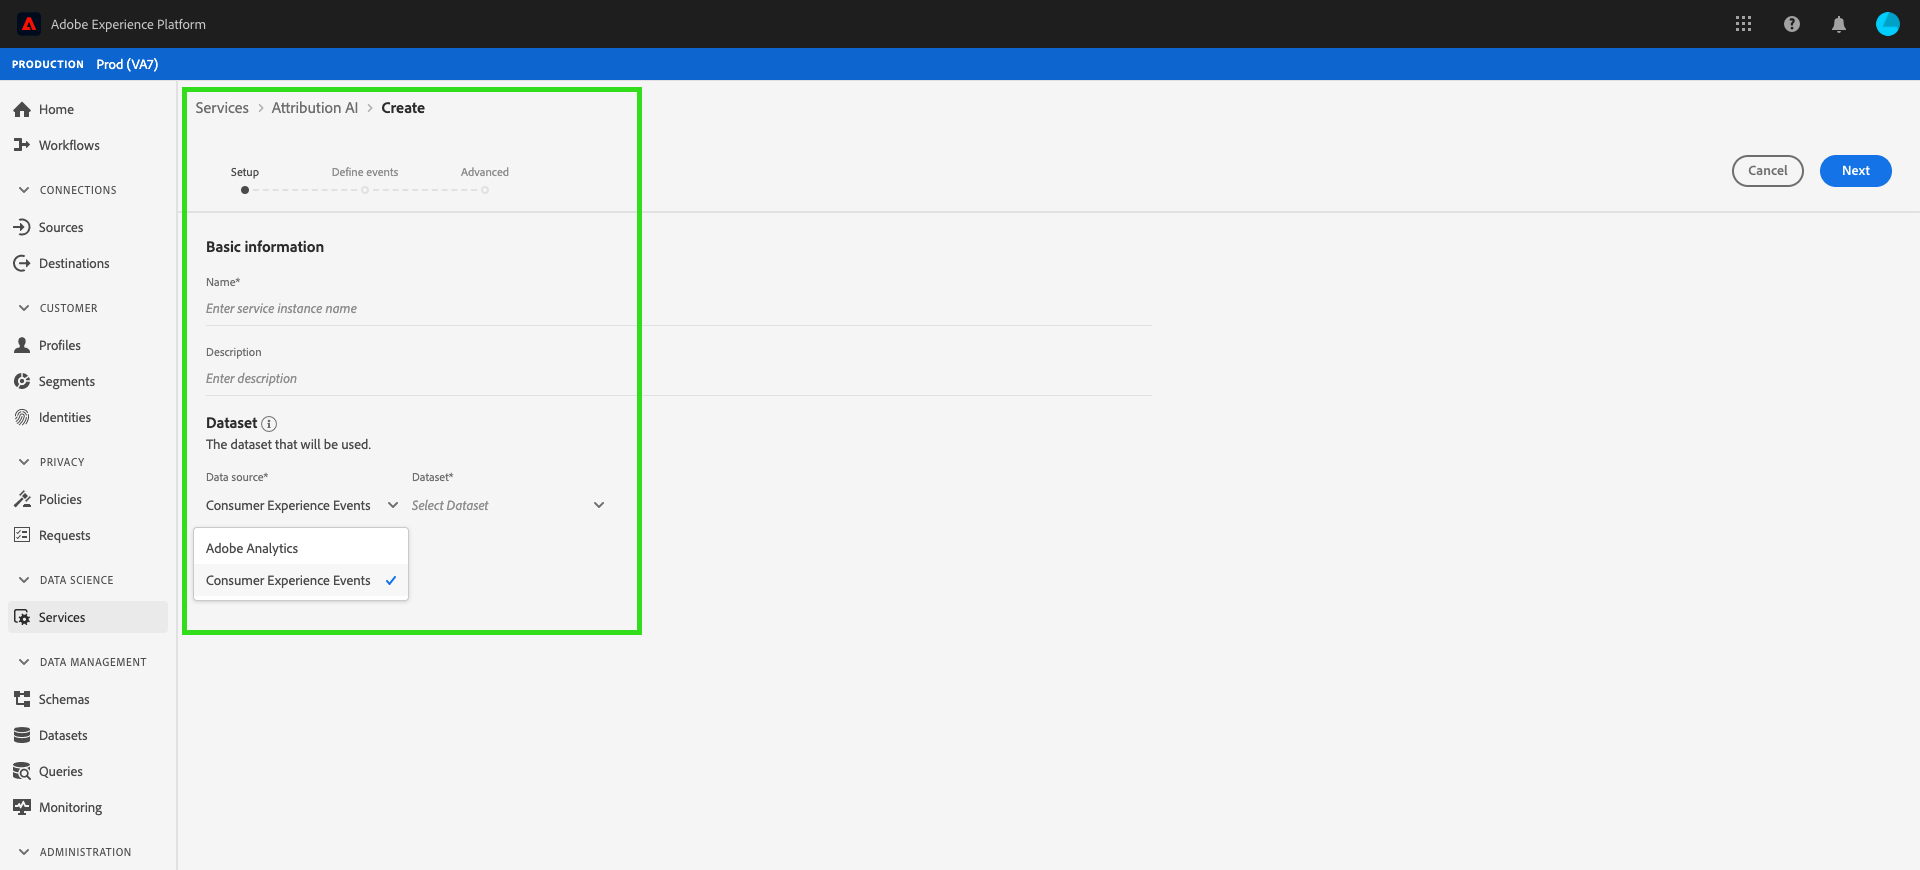 Adobe Experience Platform
PRODUCTION Prod (VA7)
Home
Workflows
CONNECTIONS
Sources
Destinations
CUSTOMER
Profiles
Segments
Identities
PRIVACY
Policies
Requests
DATA SCIENCE
Services
DATA MANAGEMENT
Schemas
Datasets
Queries
Monitoring
ADMINISTRATION
Services > Attribution AI > Create
Setup Define events Advanced
Cancel Next
Basic information
Name*
Enter service instance name
Description
Enter description
Dataset
The dataset that will be used.
Data source* Dataset*
Consumer Experience Events Select Dataset
Adobe Analytics
Consumer Experience Events